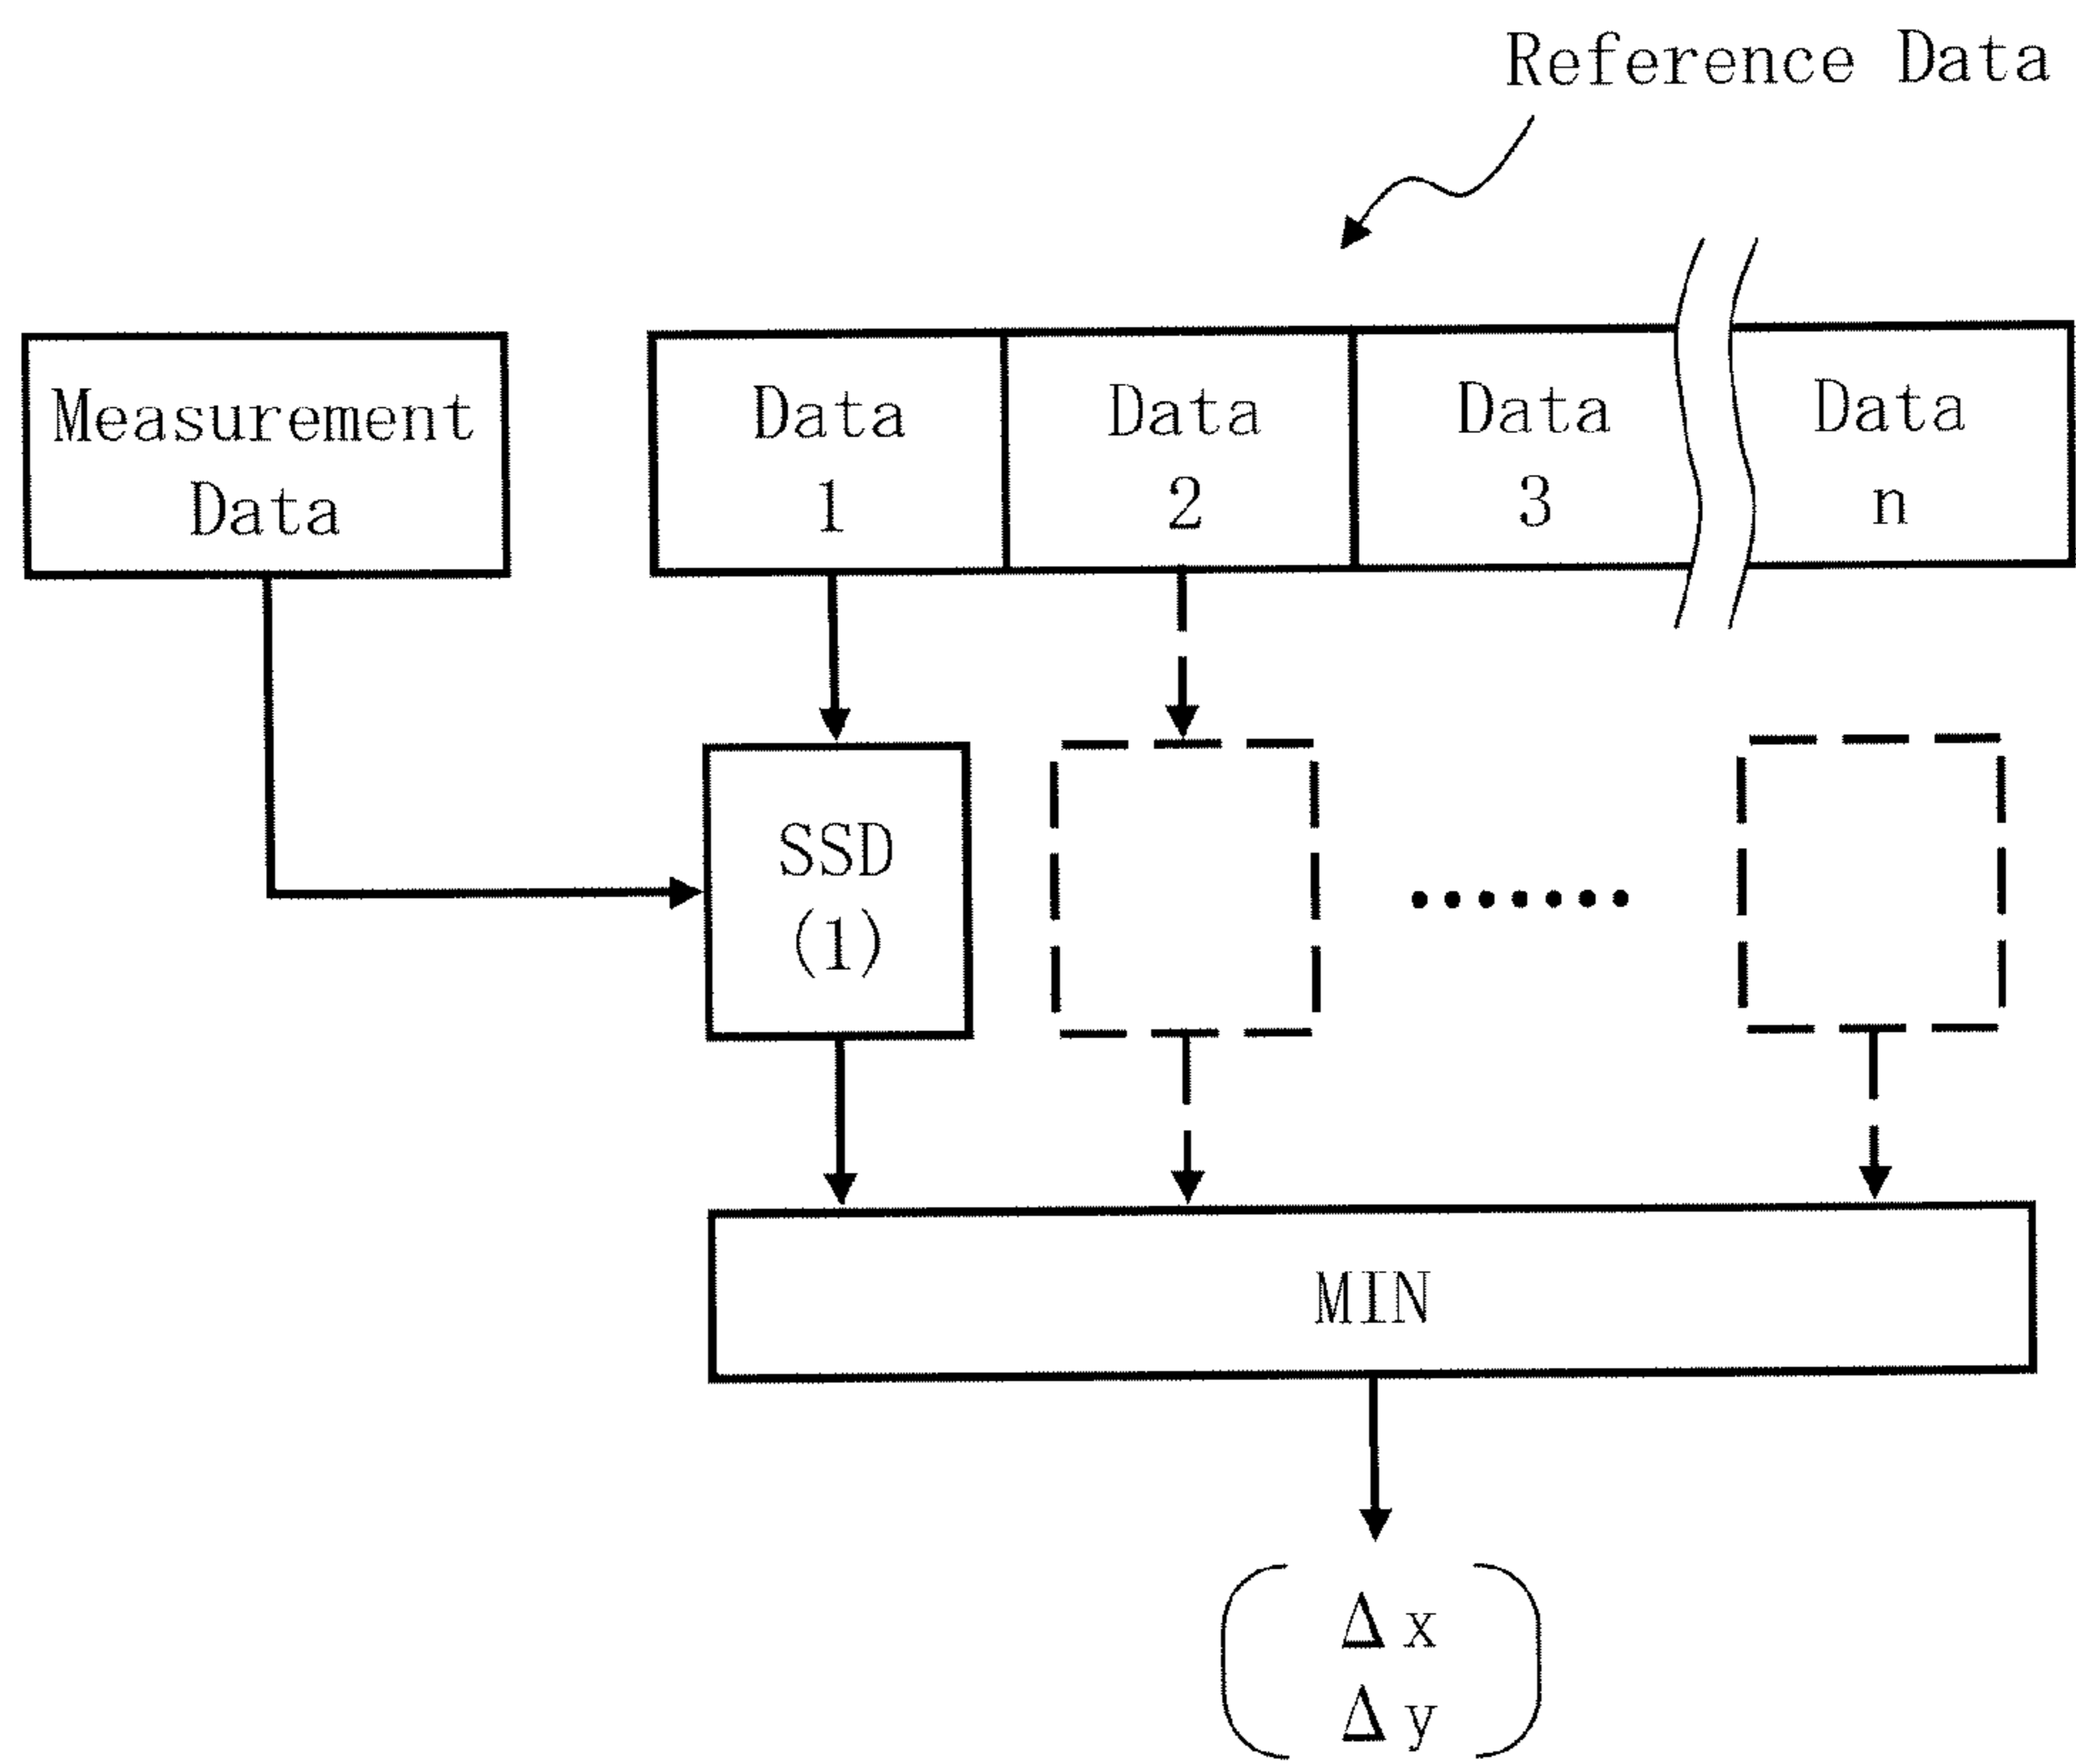 Reference Data
Measurement
Data
Data
1
Data
2
Data
3
Data
n
SSD
(1)
MIN
Δx
Δy